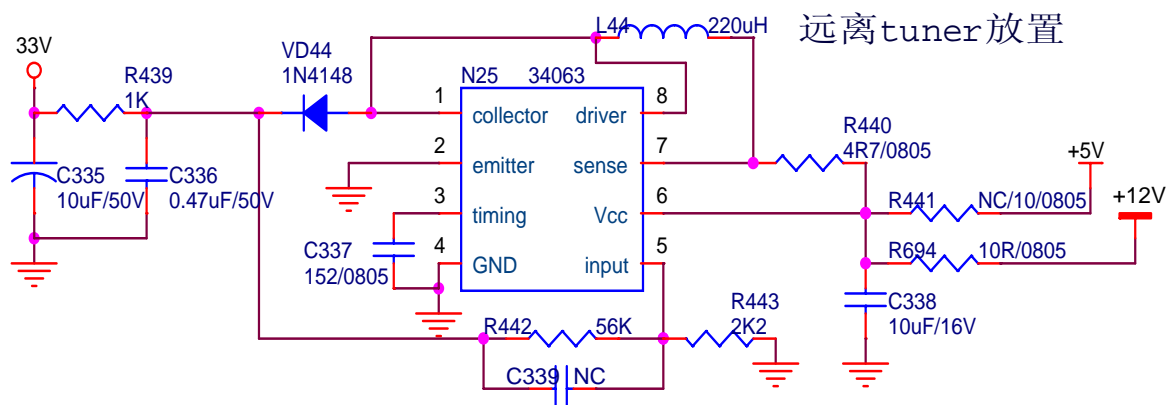 远离tuner放置
33V
R439
1K
VD44
1N4148
L44
220uH
N25
34063
1
collector
driver
8
2
emitter
sense
7
3
timing
Vcc
6
4
GND
input
5
C335
10uF/50V
C336
0.47uF/50V
C337
152/0805
R440
4R7/0805
+5V
R441
NC/10/0805
+12V
R694
10R/0805
C338
10uF/16V
R442
56K
R443
2K2
C339
NC